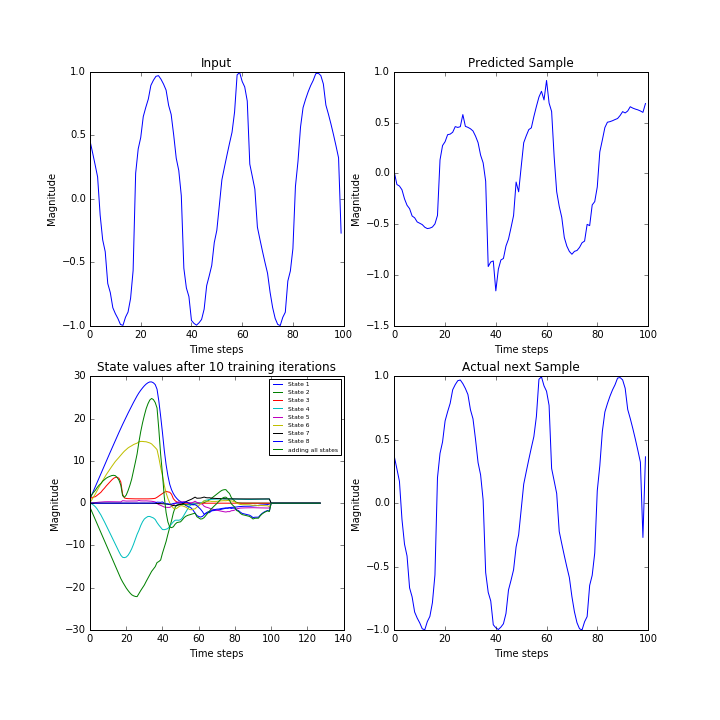 Input
Magnitude
1.0
0.5
0.0
−0.5
−1.0
0 20 40 60 80 100
Time steps
Predicted Sample
Magnitude
1.0
0.5
0.0
−0.5
−1.0
−1.5
0 20 40 60 80 100
Time steps
State values after 10 training iterations
Magnitude
30
20
10
0
−10
−20
−30
0 20 40 60 80 100 120 140
Time steps
State 1
State 2
State 3
State 4
State 5
State 6
State 7
State 8
adding all states
Actual next Sample
Magnitude
1.0
0.5
0.0
−0.5
−1.0
0 20 40 60 80 100
Time steps